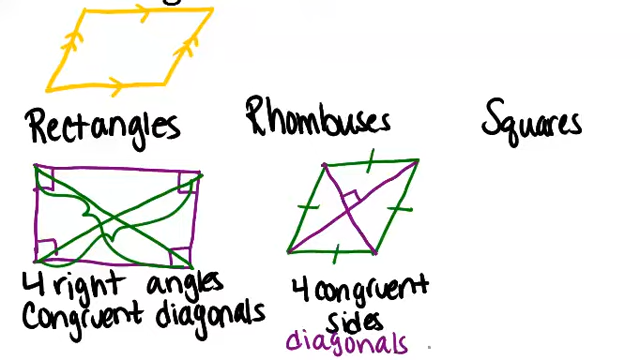 Rectangles
Rhombuses
Squares
4 right angles
Congruent diagonals
4 congruent
sides
diagonals